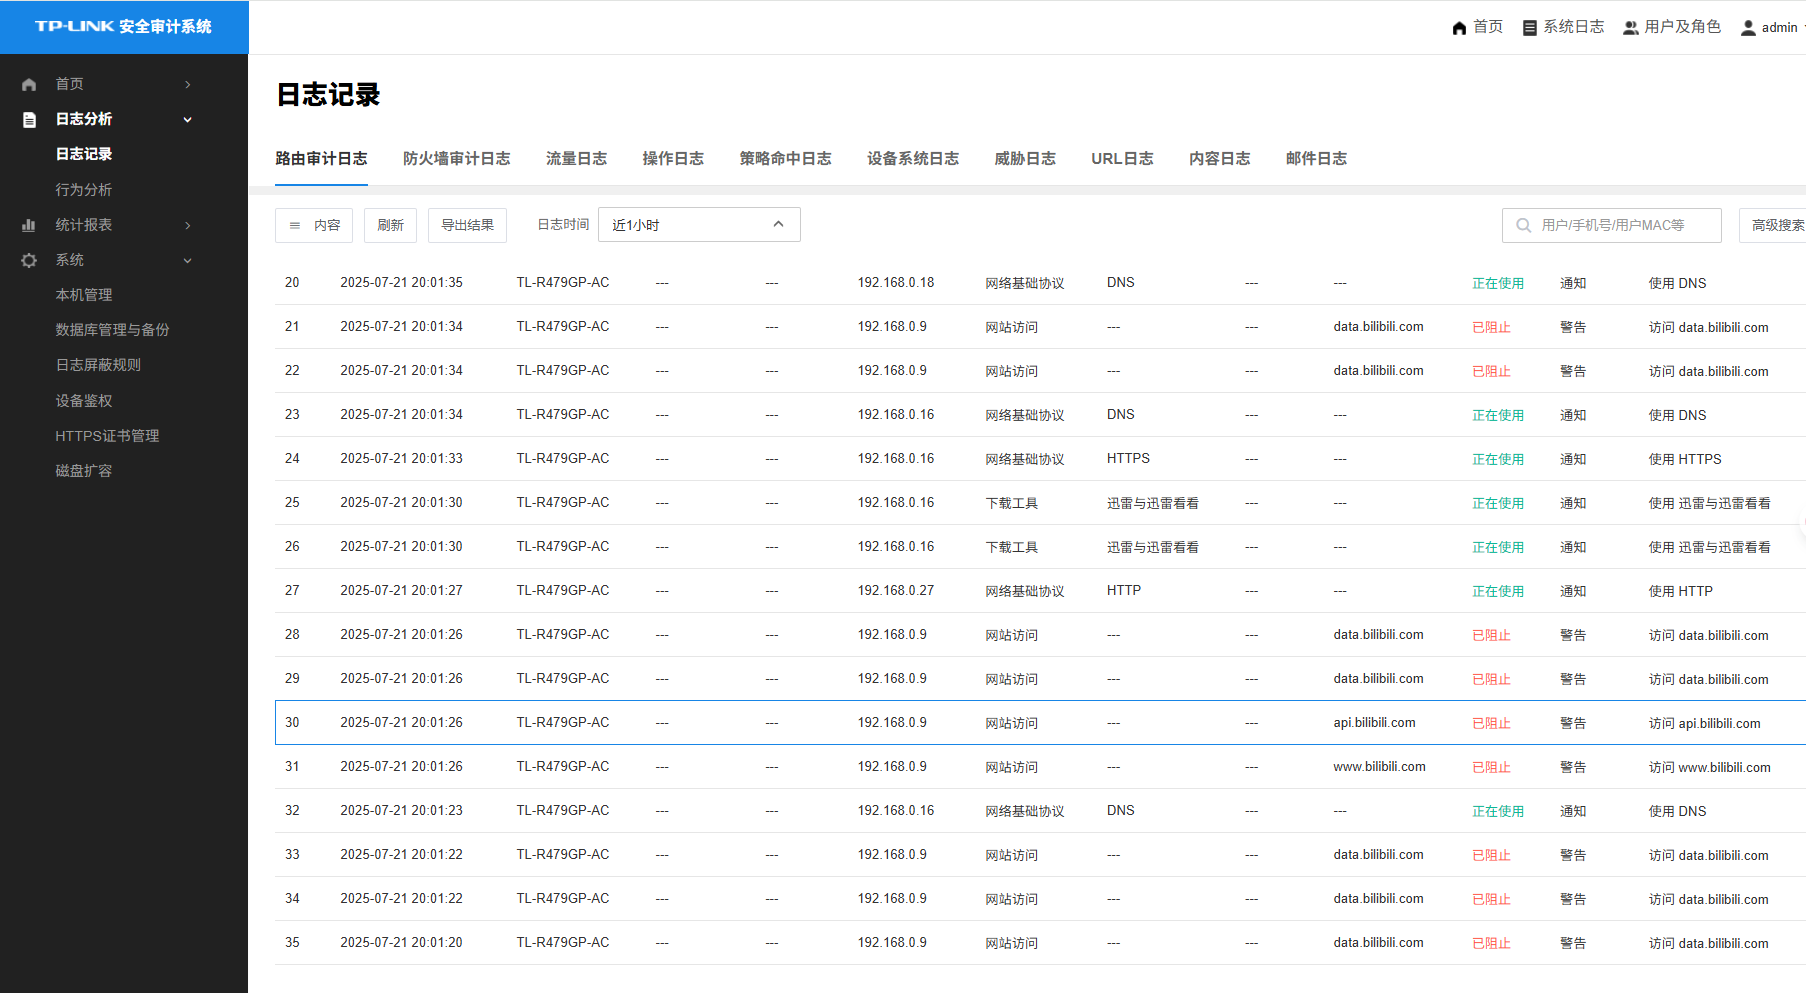 TP-LINK 安全审计系统
首页 系统日志 用户及角色 admin
首页
日志分析
日志记录
行为分析
统计报表
系统
本机管理
数据库管理与备份
日志屏蔽规则
设备鉴权
HTTPS证书管理
磁盘扩容
日志记录
路由审计日志 防火墙审计日志 流量日志 操作日志 策略命中日志 设备系统日志 威胁日志 URL日志 内容日志 邮件日志
内容 刷新 导出结果 日志时间 近1小时 用户/手机号/用户MAC等 高级搜索
20 2025-07-21 20:01:35 TL-R479GP-AC --- --- 192.168.0.18 网络基础协议 DNS --- --- 正在使用 通知 使用 DNS
21 2025-07-21 20:01:34 TL-R479GP-AC --- --- 192.168.0.9 网站访问 --- --- data.bilibili.com 已阻止 警告 访问 data.bilibili.com
22 2025-07-21 20:01:34 TL-R479GP-AC --- --- 192.168.0.9 网站访问 --- --- data.bilibili.com 已阻止 警告 访问 data.bilibili.com
23 2025-07-21 20:01:34 TL-R479GP-AC --- --- 192.168.0.16 网络基础协议 DNS --- --- 正在使用 通知 使用 DNS
24 2025-07-21 20:01:33 TL-R479GP-AC --- --- 192.168.0.16 网络基础协议 HTTPS --- --- 正在使用 通知 使用 HTTPS
25 2025-07-21 20:01:30 TL-R479GP-AC --- --- 192.168.0.16 下载工具 迅雷与迅雷看看 --- --- 正在使用 通知 使用 迅雷与迅雷看看
26 2025-07-21 20:01:30 TL-R479GP-AC --- --- 192.168.0.16 下载工具 迅雷与迅雷看看 --- --- 正在使用 通知 使用 迅雷与迅雷看看
27 2025-07-21 20:01:27 TL-R479GP-AC --- --- 192.168.0.27 网络基础协议 HTTP --- --- 正在使用 通知 使用 HTTP
28 2025-07-21 20:01:26 TL-R479GP-AC --- --- 192.168.0.9 网站访问 --- --- data.bilibili.com 已阻止 警告 访问 data.bilibili.com
29 2025-07-21 20:01:26 TL-R479GP-AC --- --- 192.168.0.9 网站访问 --- --- data.bilibili.com 已阻止 警告 访问 data.bilibili.com
30 2025-07-21 20:01:26 TL-R479GP-AC --- --- 192.168.0.9 网站访问 --- --- api.bilibili.com 已阻止 警告 访问 api.bilibili.com
31 2025-07-21 20:01:26 TL-R479GP-AC --- --- 192.168.0.9 网站访问 --- --- www.bilibili.com 已阻止 警告 访问 www.bilibili.com
32 2025-07-21 20:01:23 TL-R479GP-AC --- --- 192.168.0.16 网络基础协议 DNS --- --- 正在使用 通知 使用 DNS
33 2025-07-21 20:01:22 TL-R479GP-AC --- --- 192.168.0.9 网站访问 --- --- data.bilibili.com 已阻止 警告 访问 data.bilibili.com
34 2025-07-21 20:01:22 TL-R479GP-AC --- --- 192.168.0.9 网站访问 --- --- data.bilibili.com 已阻止 警告 访问 data.bilibili.com
35 2025-07-21 20:01:20 TL-R479GP-AC --- --- 192.168.0.9 网站访问 --- --- data.bilibili.com 已阻止 警告 访问 data.bilibili.com